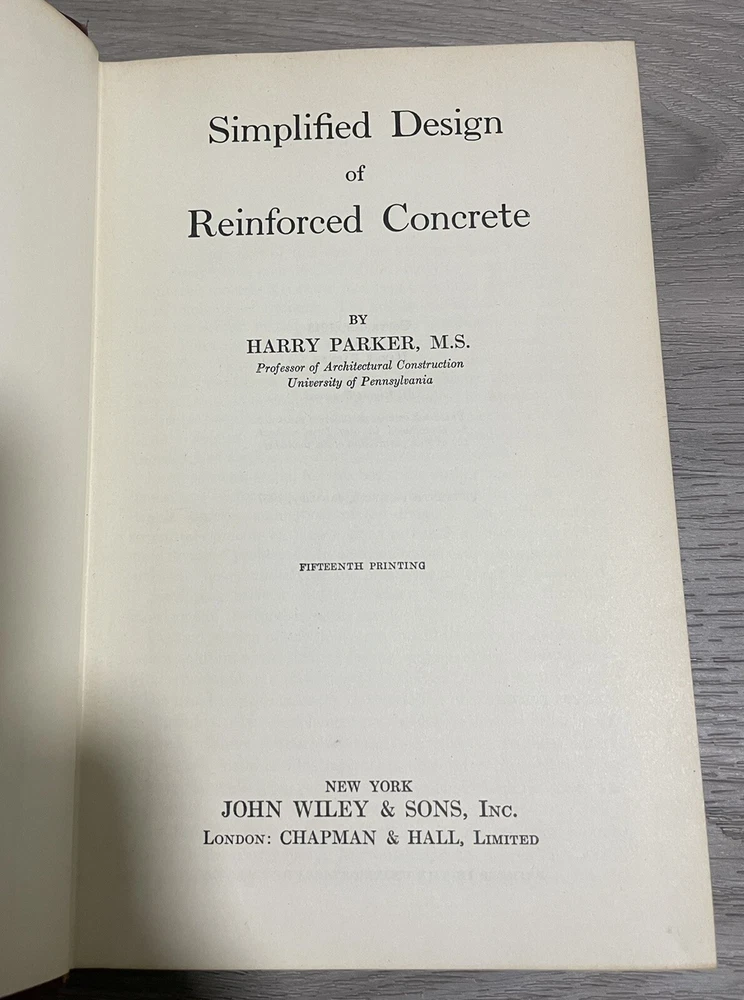 Simplified Design
of
Reinforced Concrete
BY
HARRY PARKER, M.S.
Professor of Architectural Construction
University of Pennsylvania
FIFTEENTH PRINTING
NEW YORK
JOHN WILEY & SONS, INC.
LONDON: CHAPMAN & HALL, LIMITED